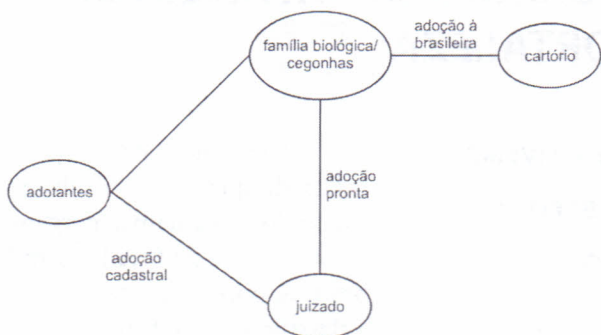 família biológica/
cegonhas
adoção à
brasileira
cartório
adotantes
adoção
pronta
adoção
cadastral
juizado